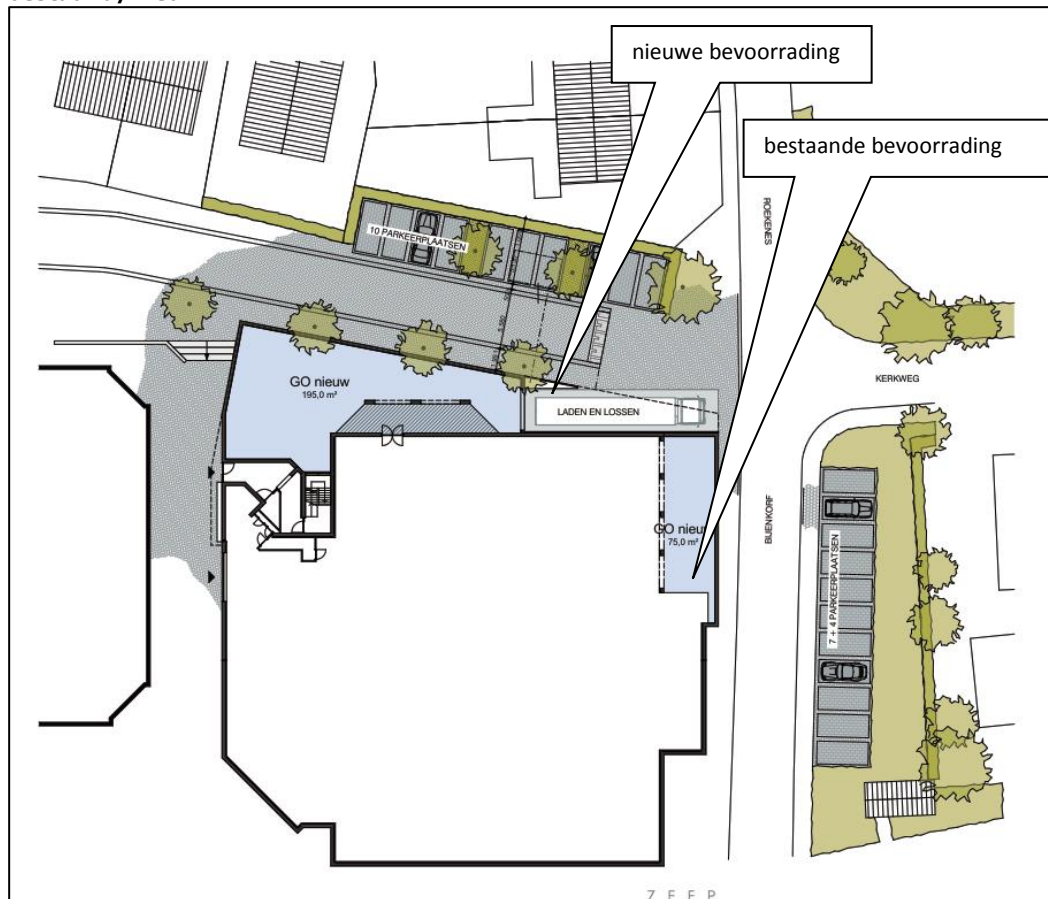 nieuwe bevoorrading
bestaande bevoorrading
ROEKENES
10 PARKEERPLAATSEN
KERKWEG
GO nieuw
195,0 m²
LADEN EN LOSSEN
BIJENKORF
GO nieuw
75,0 m²
7 + 4 PARKEERPLAATSEN
Z E E P